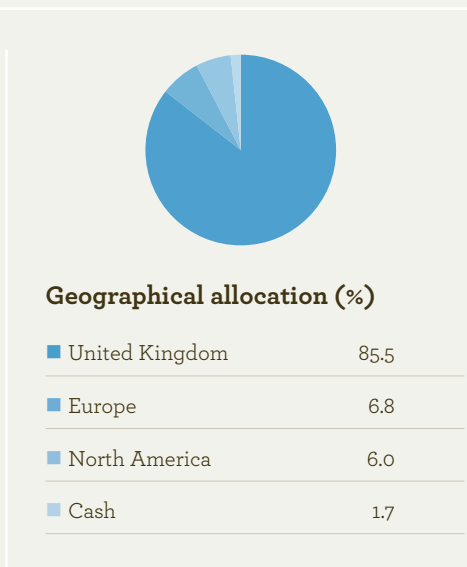 Geographical allocation (%)
United Kingdom 85.5
Europe 6.8
North America 6.0
Cash 1.7